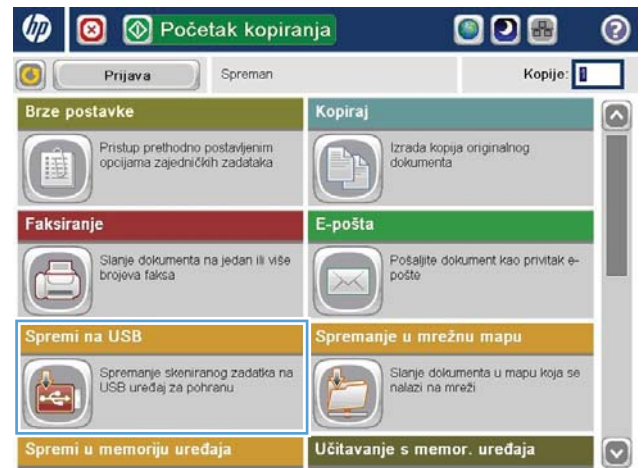 hp
Početak kopiranja
?
Prijava
Spreman
Kopije: 1
Brze postavke
Pristup prethodno postavljenim
opcijama zajedničkih zadataka
Kopiraj
Izrada kopija originalnog
dokumenta
Faksiranje
Slanje dokumenta na jedan ili više
brojeva faksa
E-pošta
Pošaljite dokument kao privitak e-
pošte
Spremi na USB
Spremanje skeniranog zadatka na
USB uređaj za pohranu
Spremanje u mrežnu mapu
Slanje dokumenta u mapu koja se
nalazi na mreži
Spremi u memoriju uređaja
Učitavanje s memor. uređaja